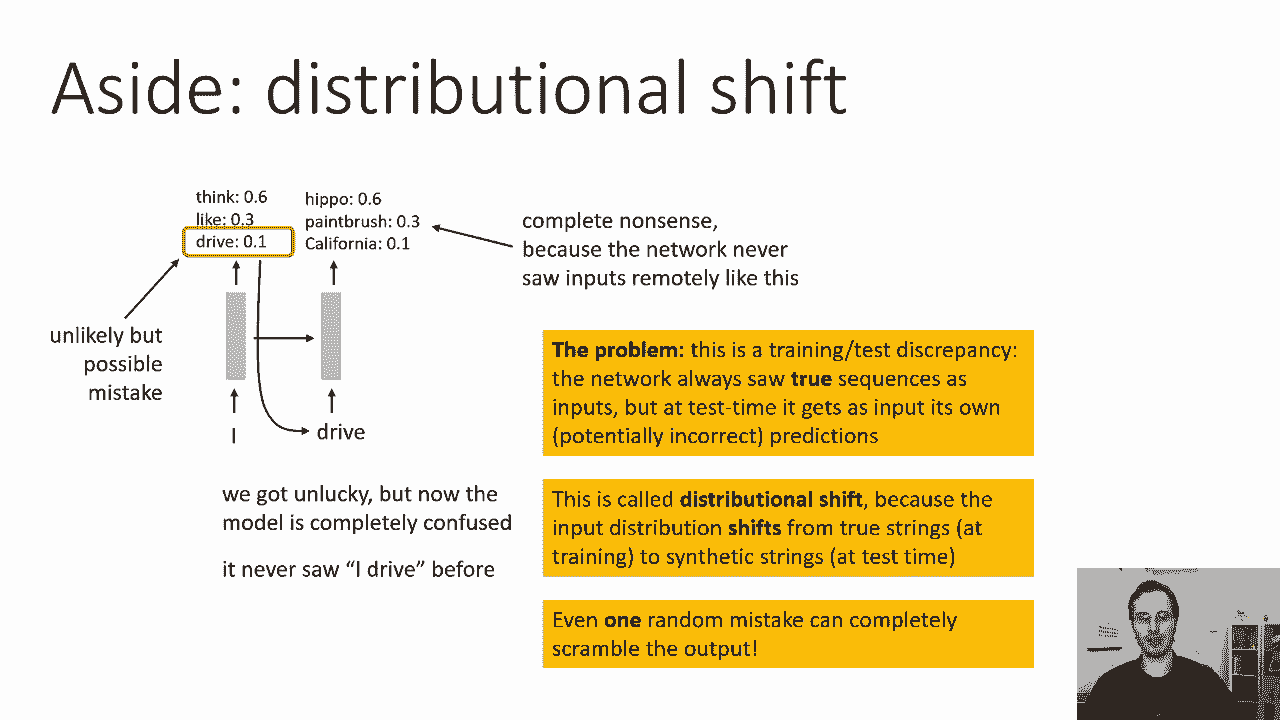 Aside: distributional shift
think: 0.6
like: 0.3
drive: 0.1
hippo: 0.6
paintbrush: 0.3
California: 0.1
complete nonsense,
because the network never
saw inputs remotely like this
unlikely but
possible
mistake
I
drive
we got unlucky, but now the
model is completely confused
it never saw “I drive” before
The problem: this is a training/test discrepancy:
the network always saw true sequences as
inputs, but at test-time it gets as input its own
(potentially incorrect) predictions
This is called distributional shift, because the
input distribution shifts from true strings (at
training) to synthetic strings (at test time)
Even one random mistake can completely
scramble the output!